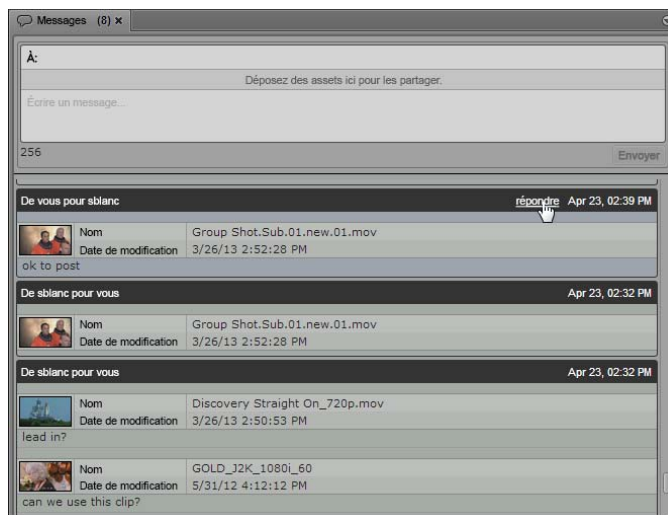 Messages (8) ×
À:
Déposez des assets ici pour les partager.
Écrire un message...
256 Envoyer
De vous pour sblanc répondre Apr 23, 02:39 PM
Nom Group Shot.Sub.01.new.01.mov
Date de modification 3/26/13 2:52:28 PM
ok to post
De sblanc pour vous Apr 23, 02:32 PM
Nom Group Shot.Sub.01.new.01.mov
Date de modification 3/26/13 2:52:28 PM
De sblanc pour vous Apr 23, 02:32 PM
Nom Discovery Straight On_720p.mov
Date de modification 3/26/13 2:50:53 PM
lead in?
Nom GOLD_J2K_1080i_60
Date de modification 5/31/12 4:12:12 PM
can we use this clip?